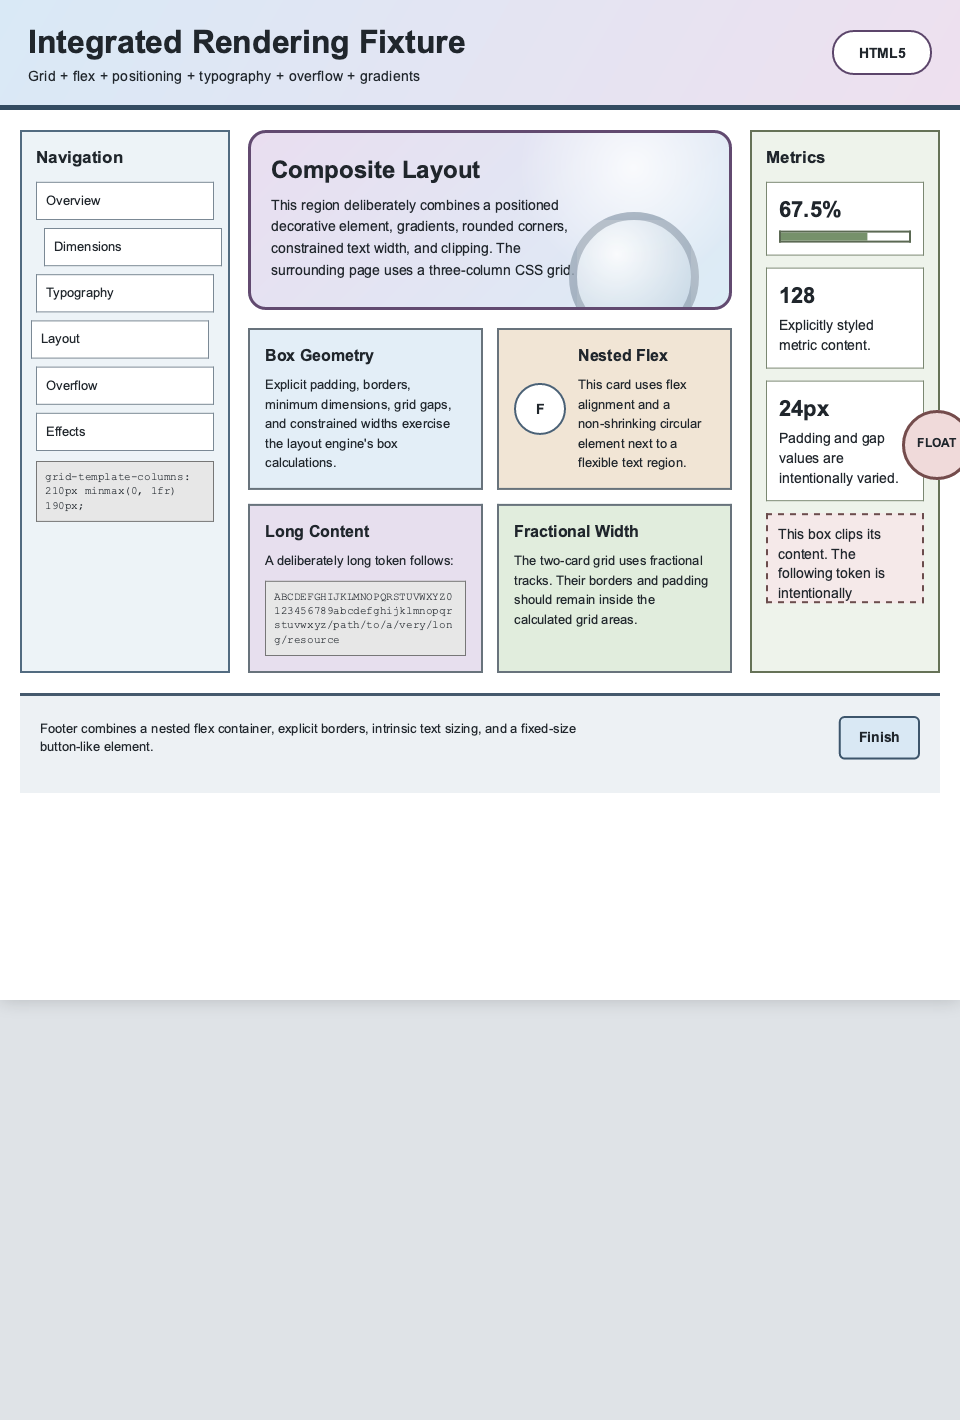 Integrated Rendering Fixture
Grid + flex + positioning + typography + overflow + gradients
HTML5
Navigation
Overview
Dimensions
Typography
Layout
Overflow
Effects
grid-template-columns:
210px minmax(0, 1fr)
190px;
Composite Layout
This region deliberately combines a positioned
decorative element, gradients, rounded corners,
constrained text width, and clipping. The
surrounding page uses a three-column CSS grid.
Box Geometry
Explicit padding, borders,
minimum dimensions, grid gaps,
and constrained widths exercise
the layout engine's box
calculations.
F
Nested Flex
This card uses flex
alignment and a
non-shrinking circular
element next to a
flexible text region.
Long Content
A deliberately long token follows:
ABCDEFGHIJKLMNOPQRSTUVWXYZ0
123456789abcdefghijklmnopqr
stuvwxyz/path/to/a/very/lon
g/resource
Fractional Width
The two-card grid uses fractional
tracks. Their borders and padding
should remain inside the
calculated grid areas.
Metrics
67.5%
128
Explicitly styled
metric content.
24px
Padding and gap
values are
intentionally varied.
FLOAT
This box clips its
content. The
following token is
intentionally
Footer combines a nested flex container, explicit borders, intrinsic text sizing, and a fixed-size
button-like element.
Finish